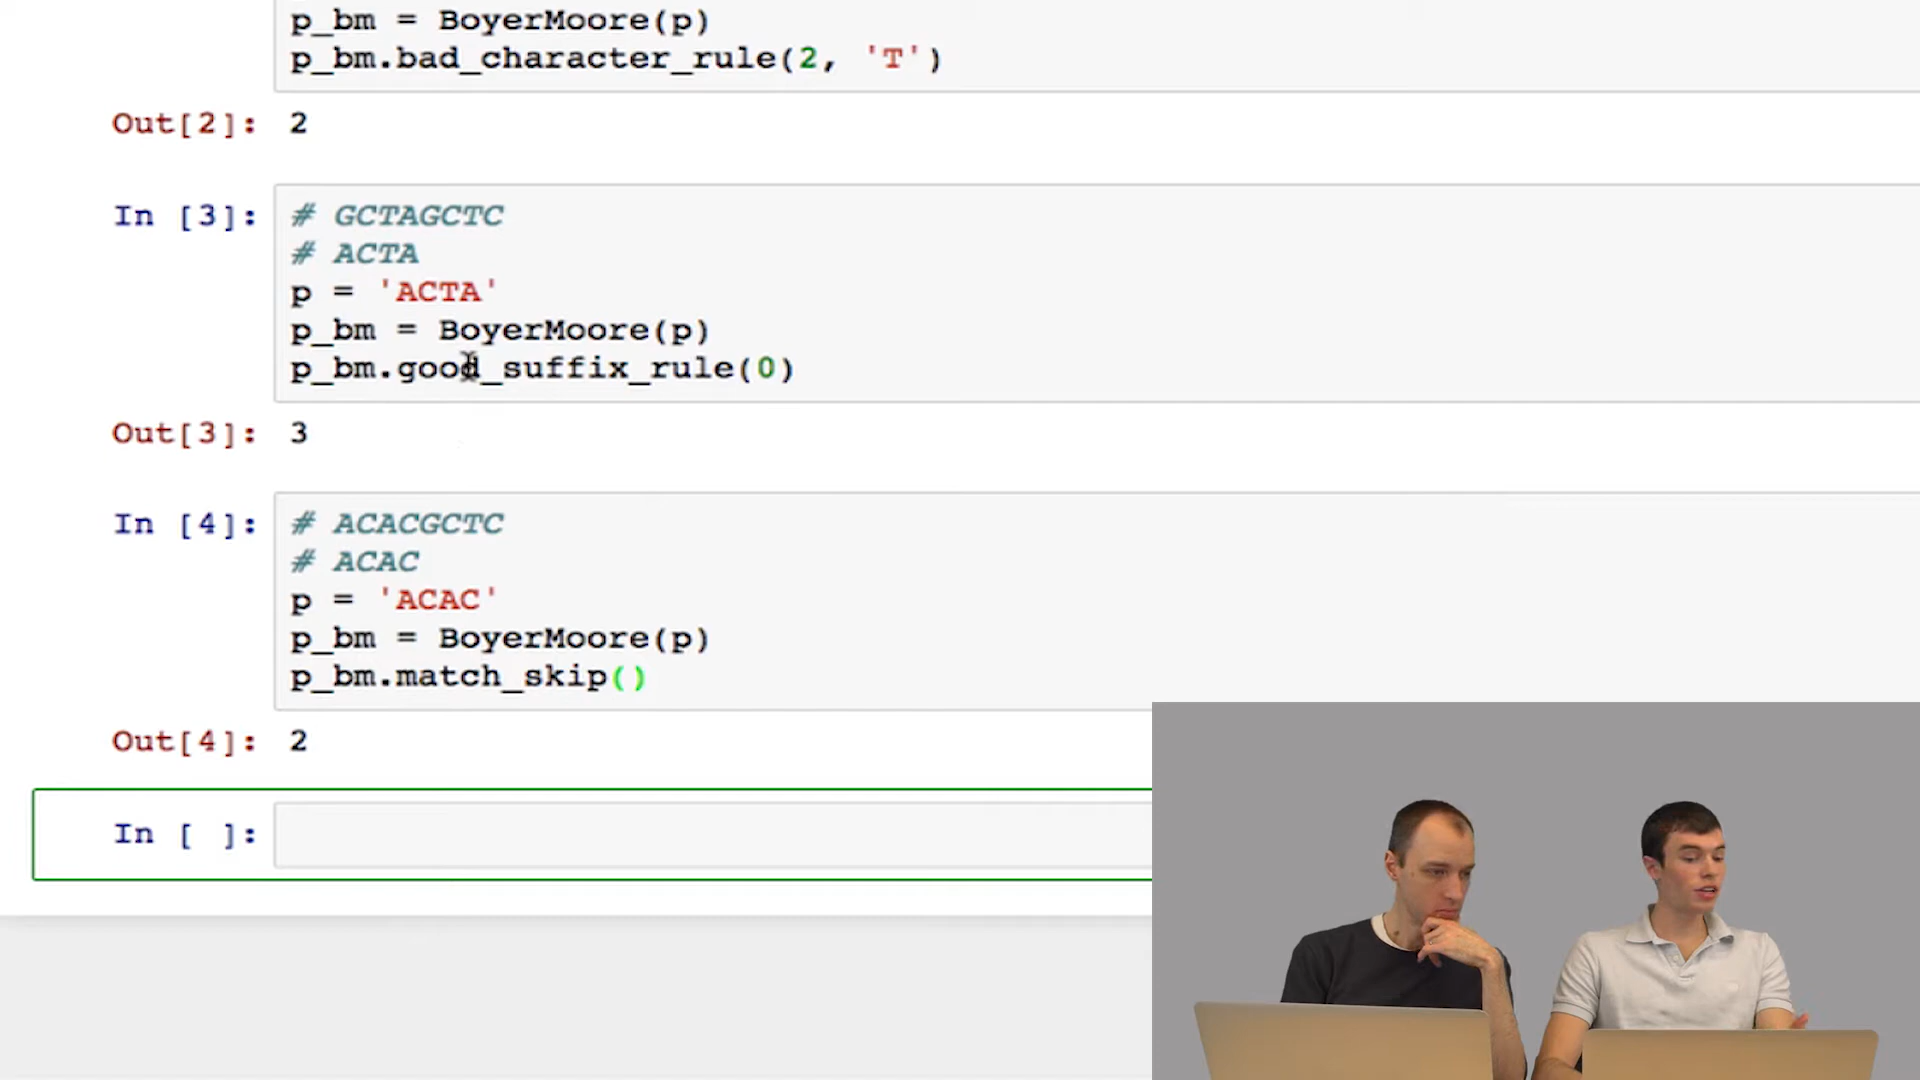 p_bm = BoyerMoore(p)
p_bm.bad_character_rule(2, 'T')
Out[2]: 2
In [3]: # GCTAGCTC
# ACTA
p = 'ACTA'
p_bm = BoyerMoore(p)
p_bm.good_suffix_rule(0)
Out[3]: 3
In [4]: # ACACGCTC
# ACAC
p = 'ACAC'
p_bm = BoyerMoore(p)
p_bm.match_skip()
Out[4]: 2
In [ ]: